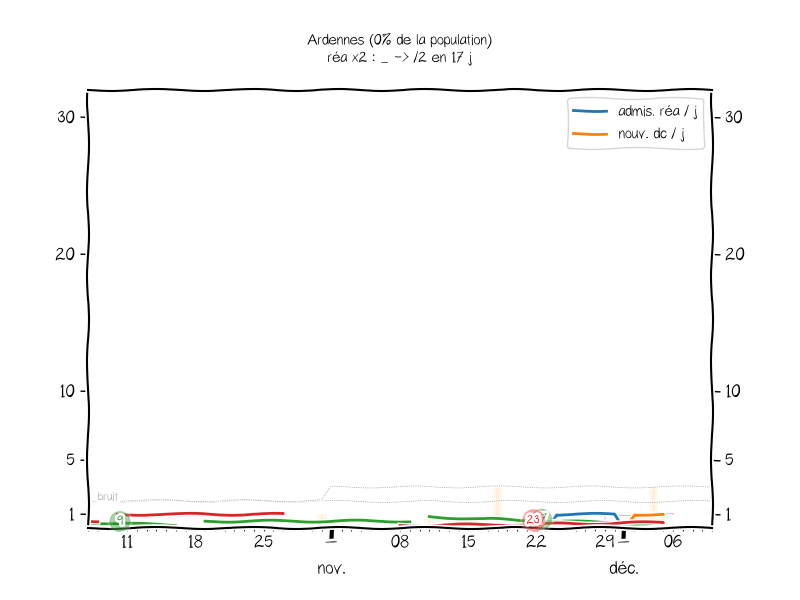 Ardennes (0% de la population)
réa x2 : _ -> /2 en 17 j
admis. réa / j
nouv. dc / j
30 30
20 20
10 10
5 5
bruit
1 1
9 23
11 18 25 08 15 22 29 06
nov. déc.